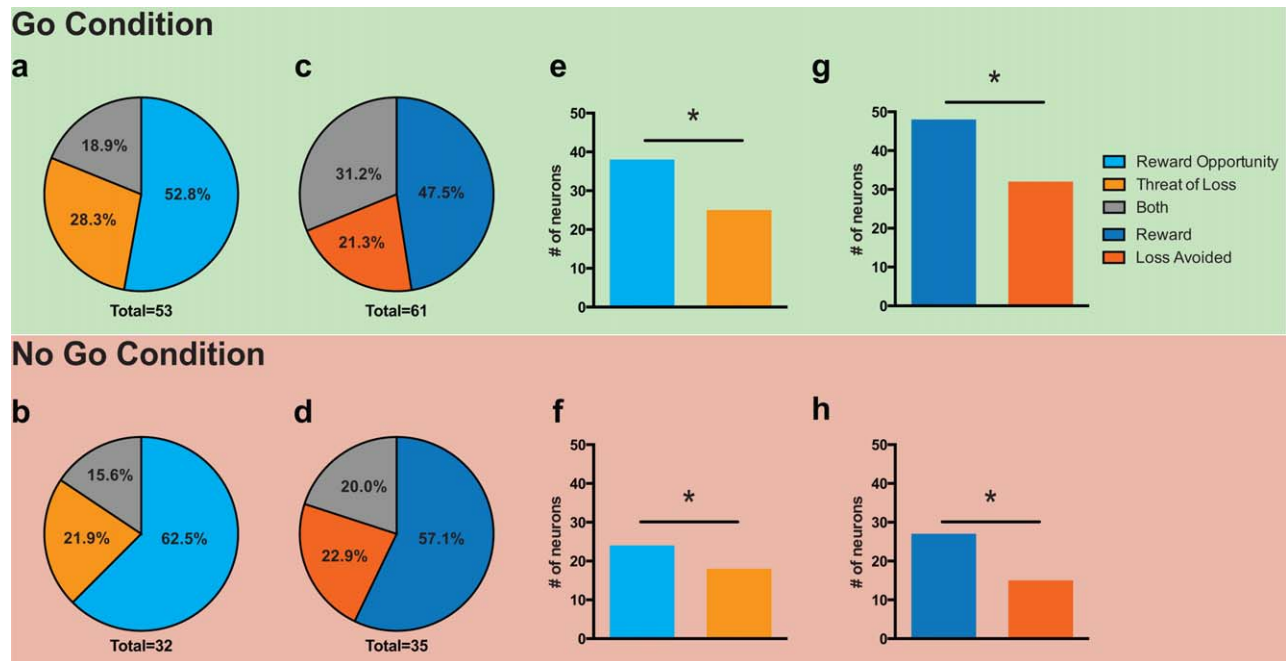 Go Condition
a
18.9%
52.8%
28.3%
Total=53
c
31.2%
47.5%
21.3%
Total=61
e
*
50
40
30
20
10
0
# of neurons
g
*
50
40
30
20
10
0
# of neurons
Reward Opportunity
Threat of Loss
Both
Reward
Loss Avoided
No Go Condition
b
15.6%
21.9%
62.5%
Total=32
d
20.0%
57.1%
22.9%
Total=35
f
50
40
*
30
20
10
0
# of neurons
h
50
40
*
30
20
10
0
# of neurons